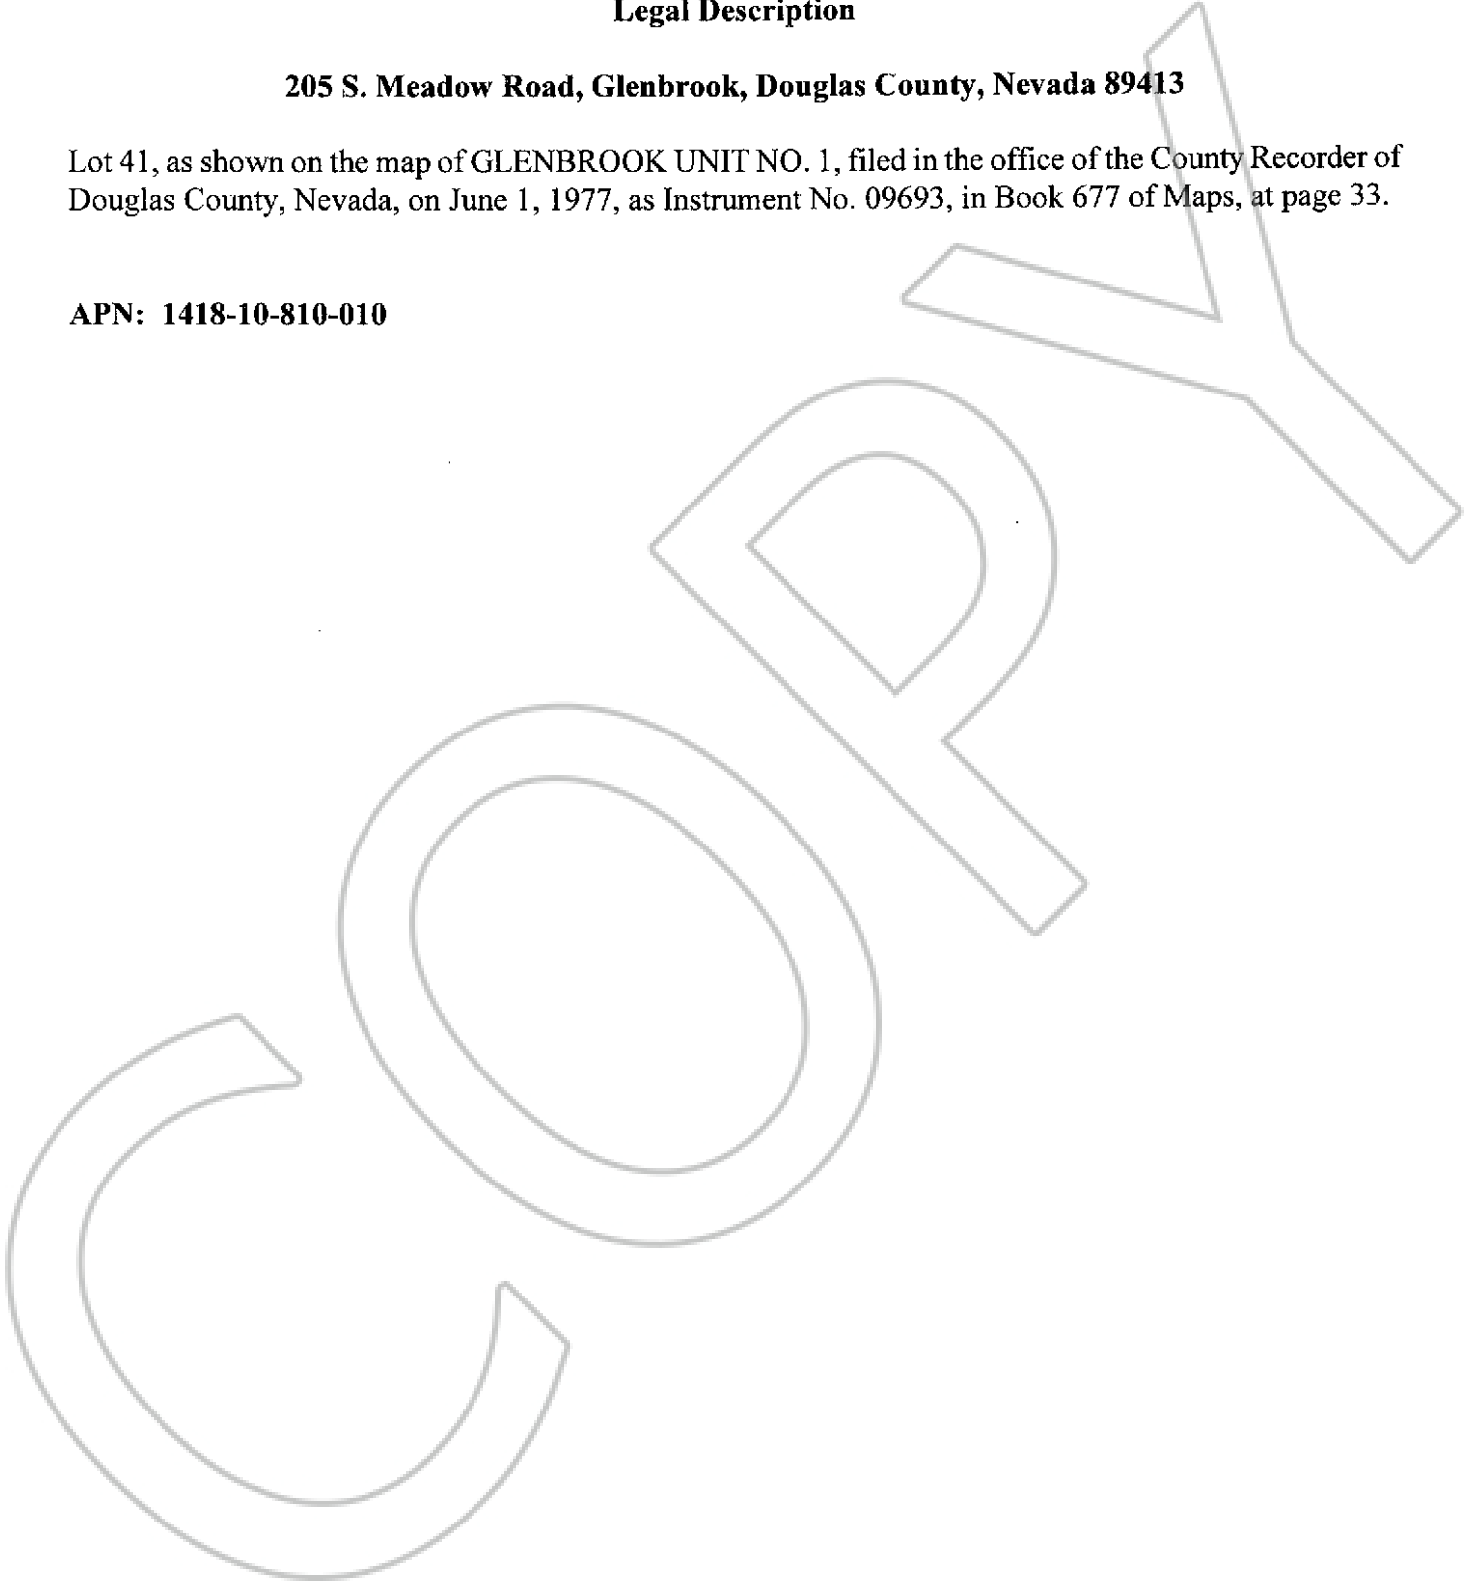 Legal Description
205 S. Meadow Road, Glenbrook, Douglas County, Nevada 89413
Lot 41, as shown on the map of GLENBROOK UNIT NO. 1, filed in the office of the County Recorder of
Douglas County, Nevada, on June 1, 1977, as Instrument No. 09693, in Book 677 of Maps, at page 33.
APN: 1418-10-810-010
COPY